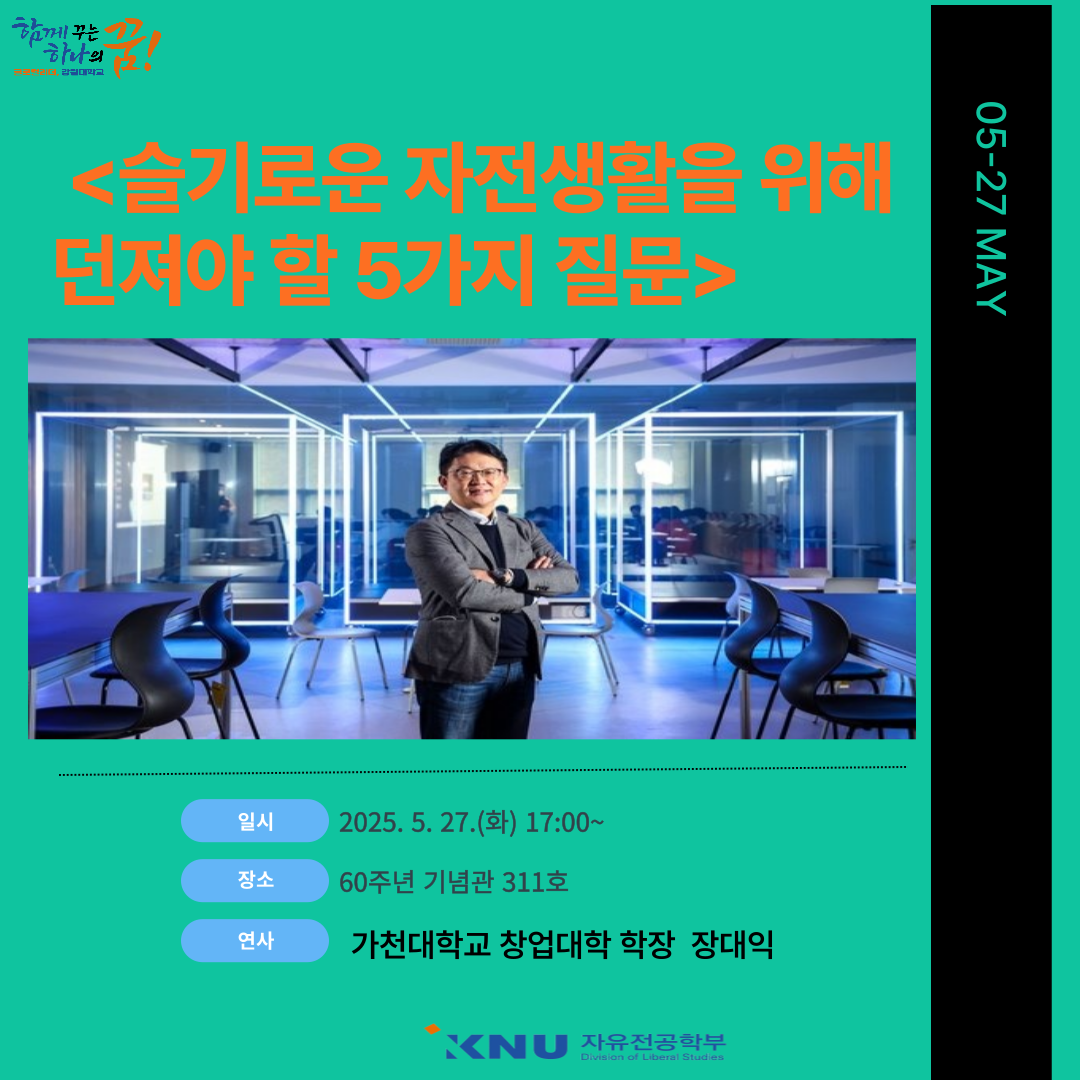 함께 꾸는
하나의 꿈!
강원대학교
05-27 MAY
<슬기로운 자전생활을 위해
던져야 할 5가지 질문>
일시 2025. 5. 27.(화) 17:00~
장소 60주년 기념관 311호
연사 가천대학교 창업대학 학장 장대익
KNU 자유전공학부
Division of Liberal Studies